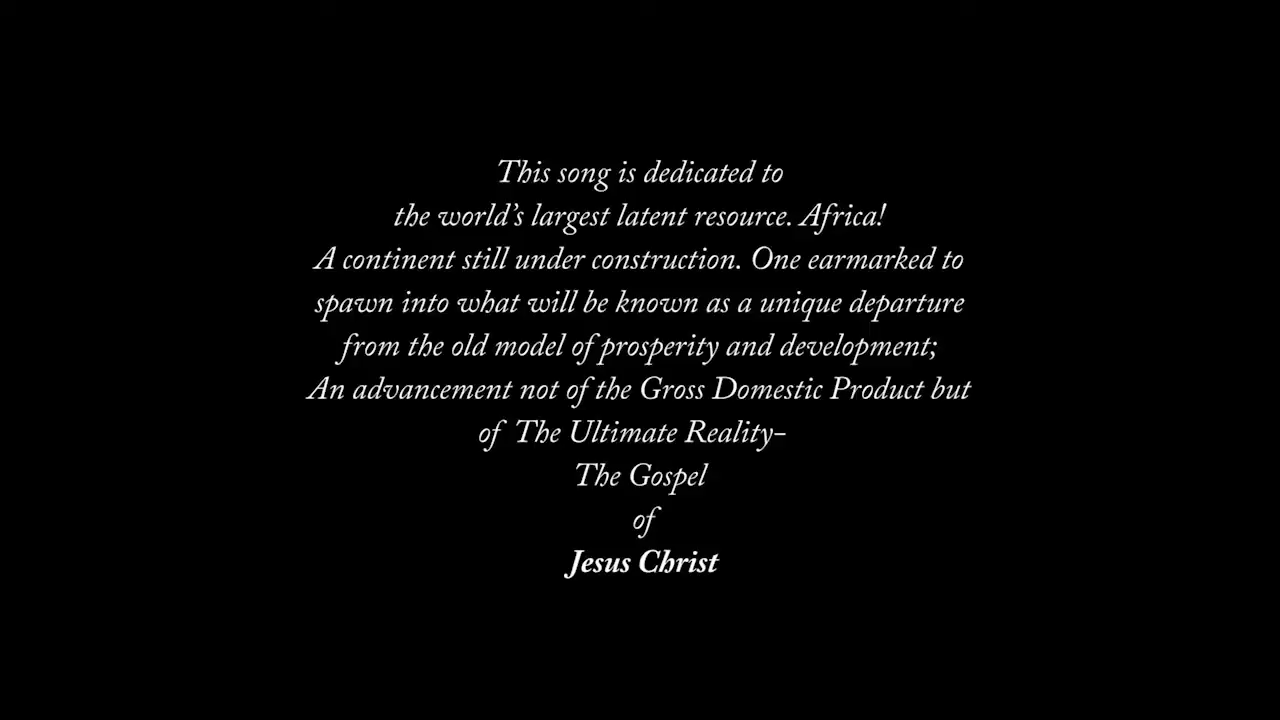 This song is dedicated to
the world’s largest latent resource. Africa!
A continent still under construction. One earmarked to
spawn into what will be known as a unique departure
from the old model of prosperity and development;
An advancement not of the Gross Domestic Product but
of The Ultimate Reality-
The Gospel
of
Jesus Christ